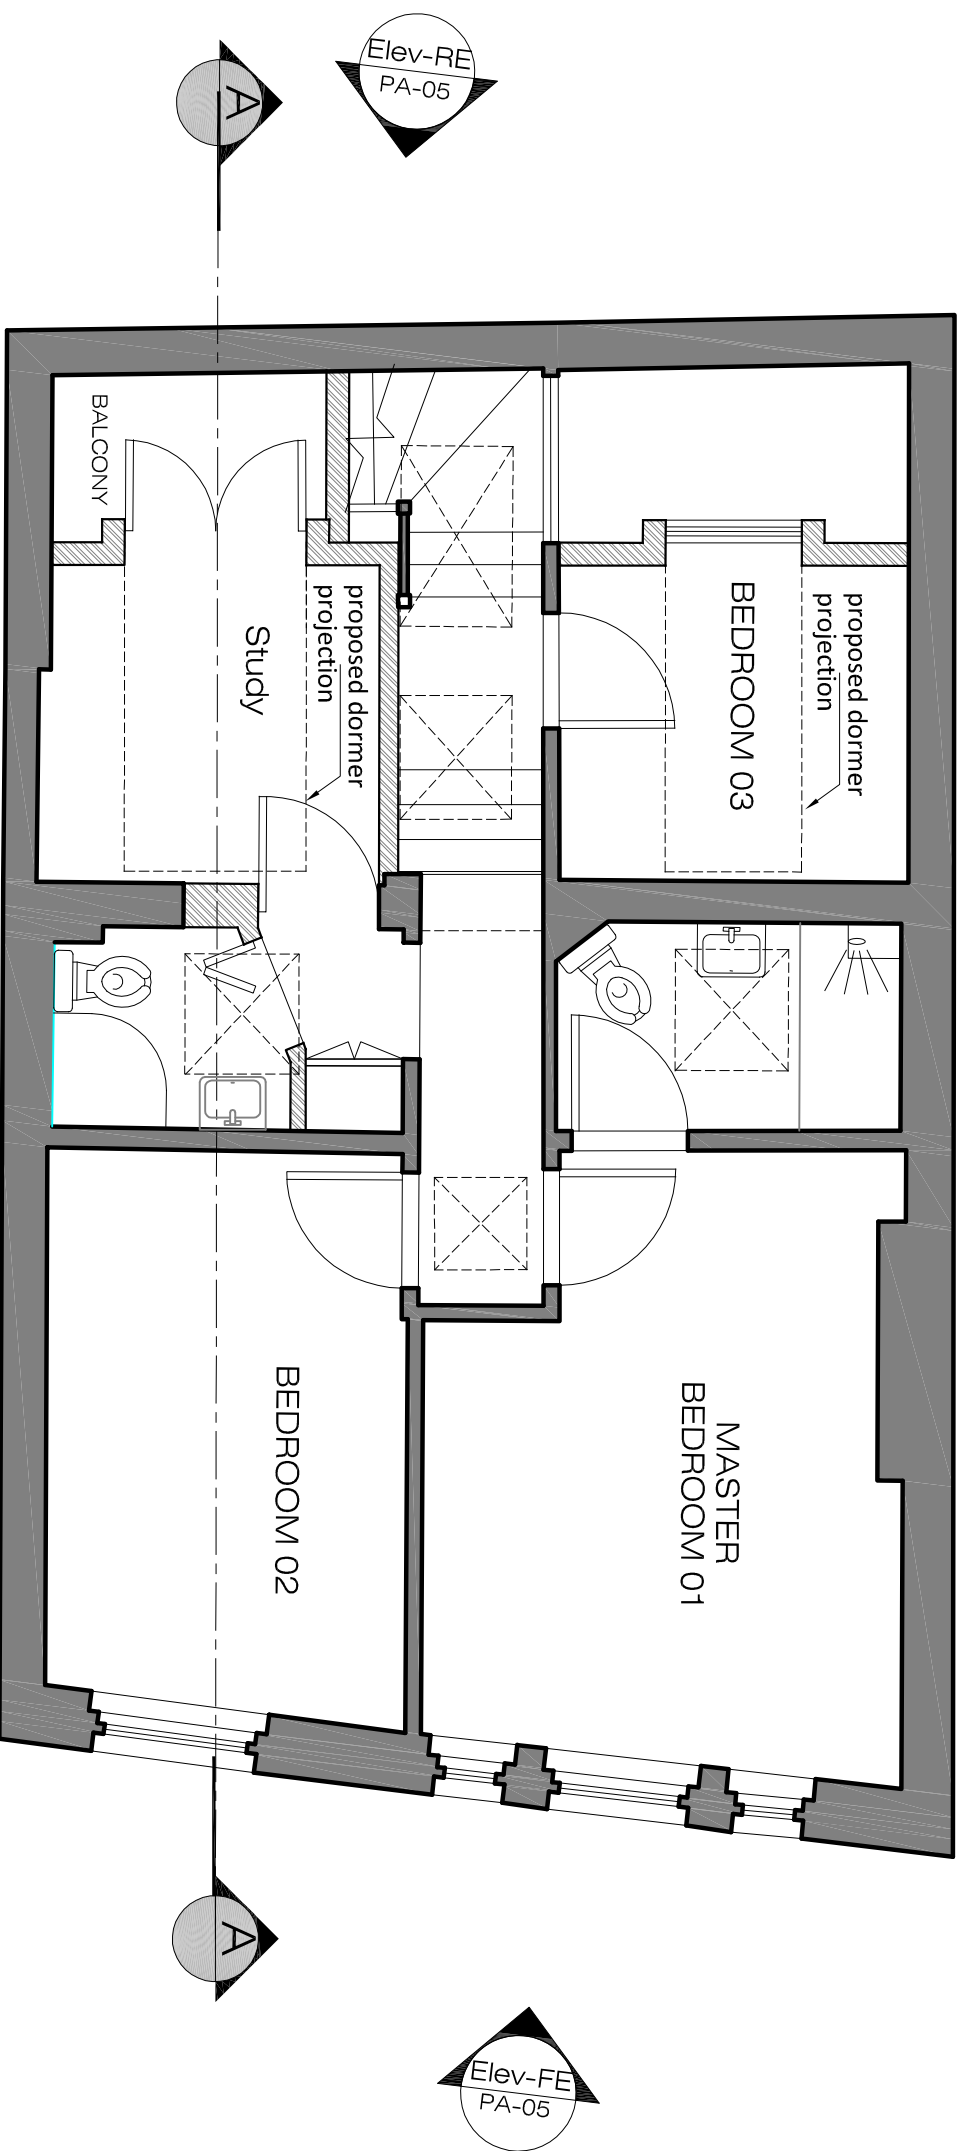 Elev-RE
PA-05
A
BALCONY
Study
proposed dormer
projection
BEDROOM 03
proposed dormer
projection
BEDROOM 02
MASTER
BEDROOM 01
A
Elev-FE
PA-05